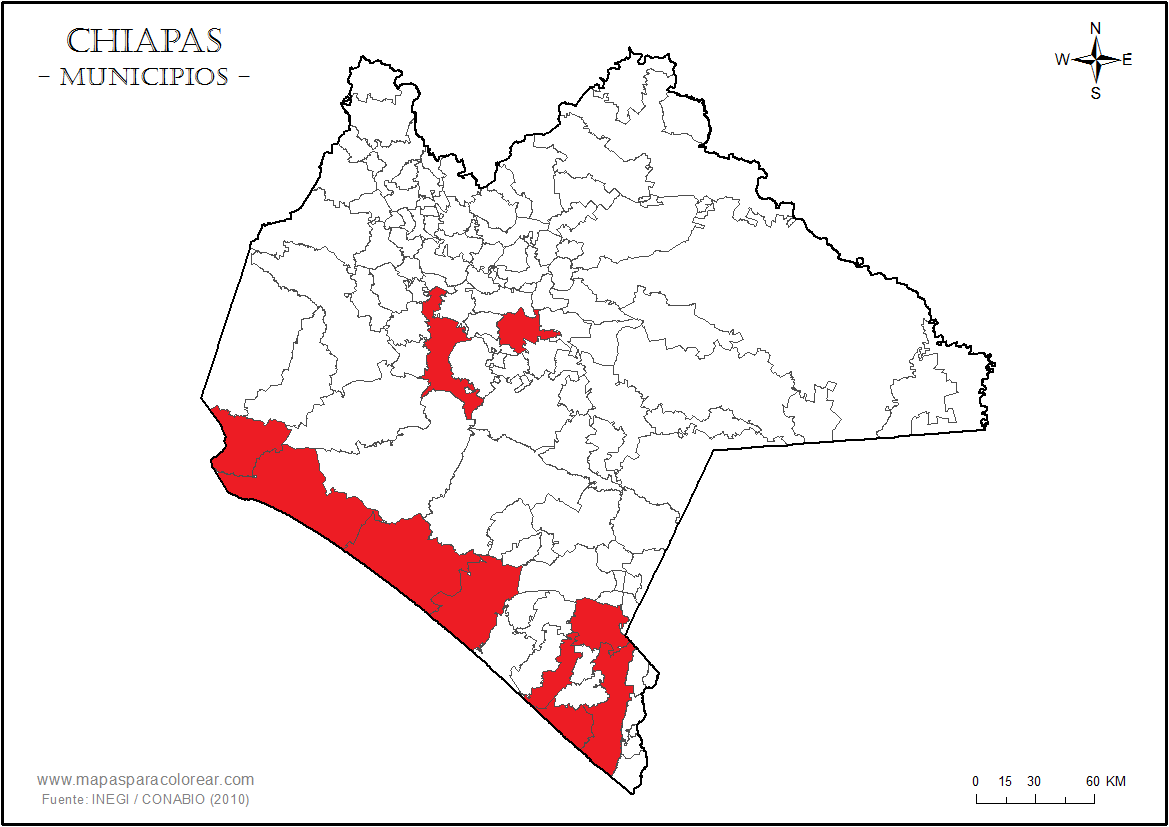 CHIAPAS
- MUNICIPIOS -
N
W E
S
www.mapasparacolorear.com
Fuente: INEGI / CONABIO (2010)
0 15 30 60 KM